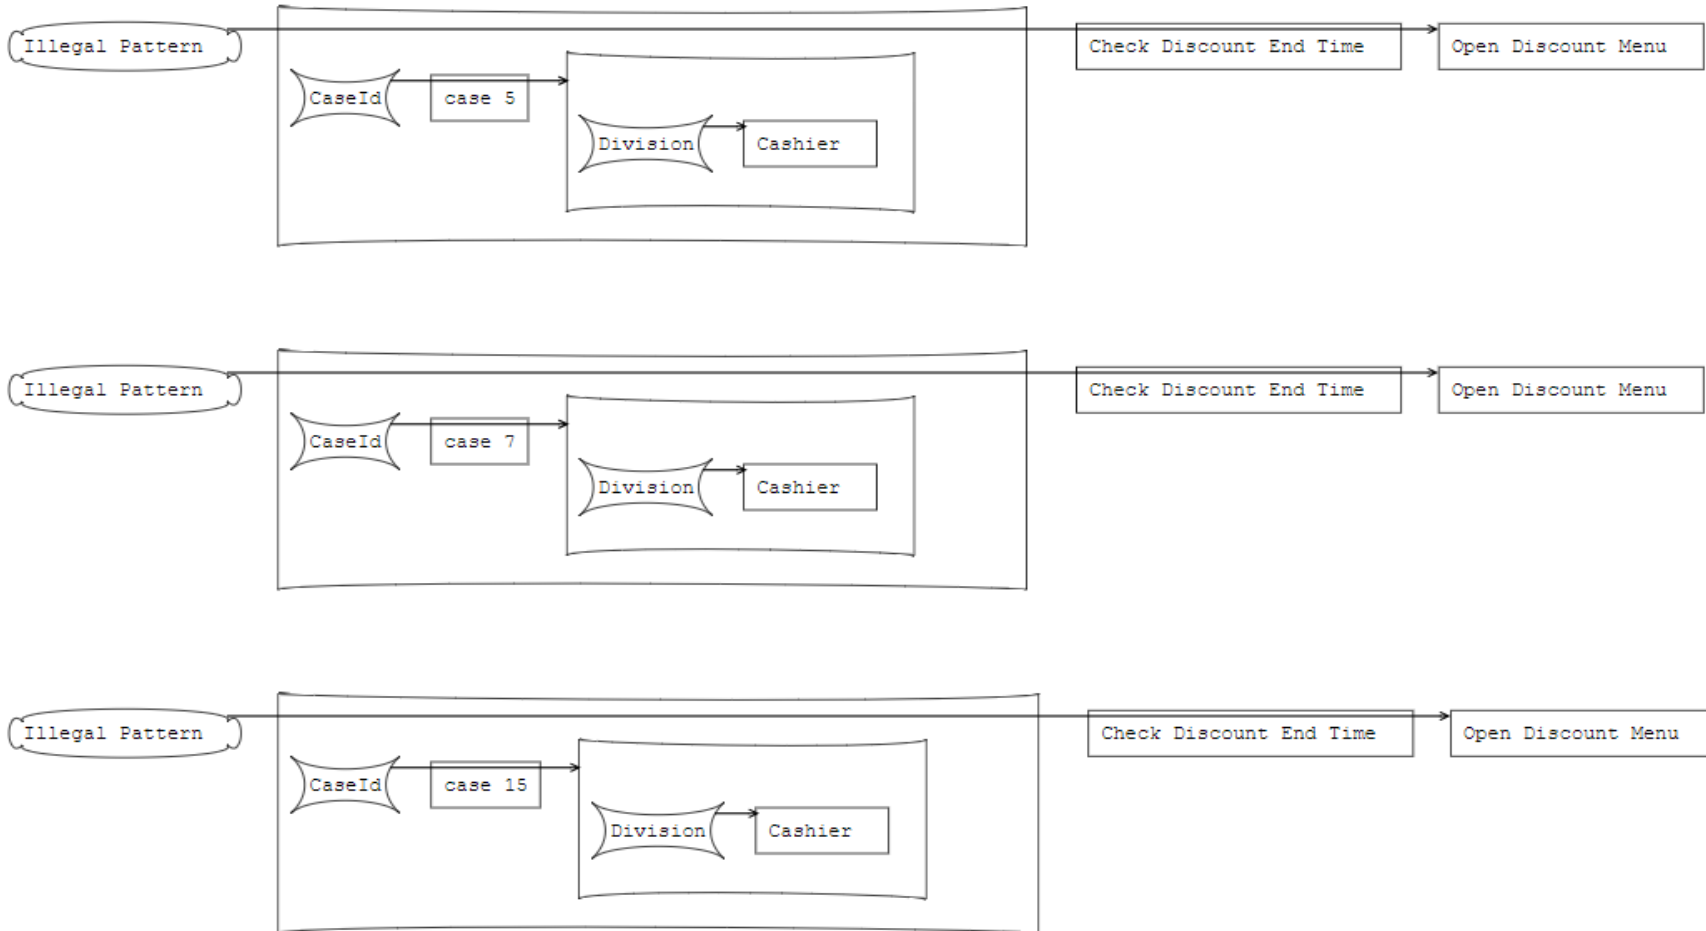 Illegal Pattern Check Discount End Time Open Discount Menu
CaseId case 5
Division Cashier
Illegal Pattern Check Discount End Time Open Discount Menu
CaseId case 7
Division Cashier
Illegal Pattern Check Discount End Time Open Discount Menu
CaseId case 15
Division Cashier